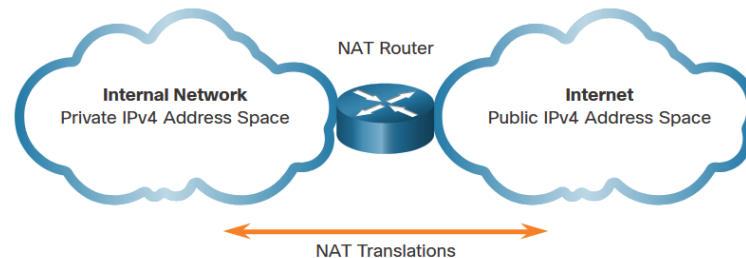 NAT Router
Internal Network
Private IPv4 Address Space
Internet
Public IPv4 Address Space
NAT Translations